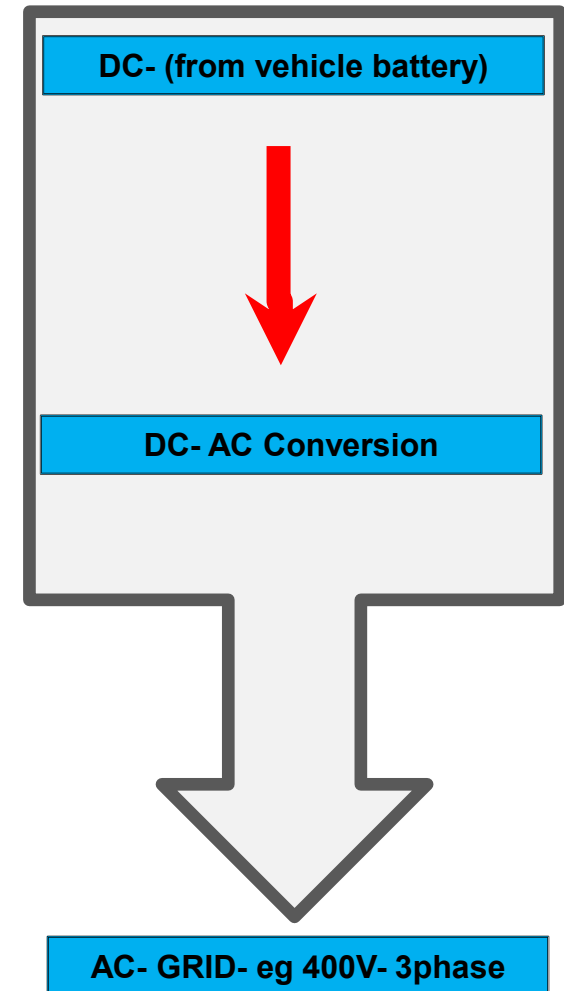 DC- (from vehicle battery)
DC- AC Conversion
AC- GRID- eg 400V- 3phase